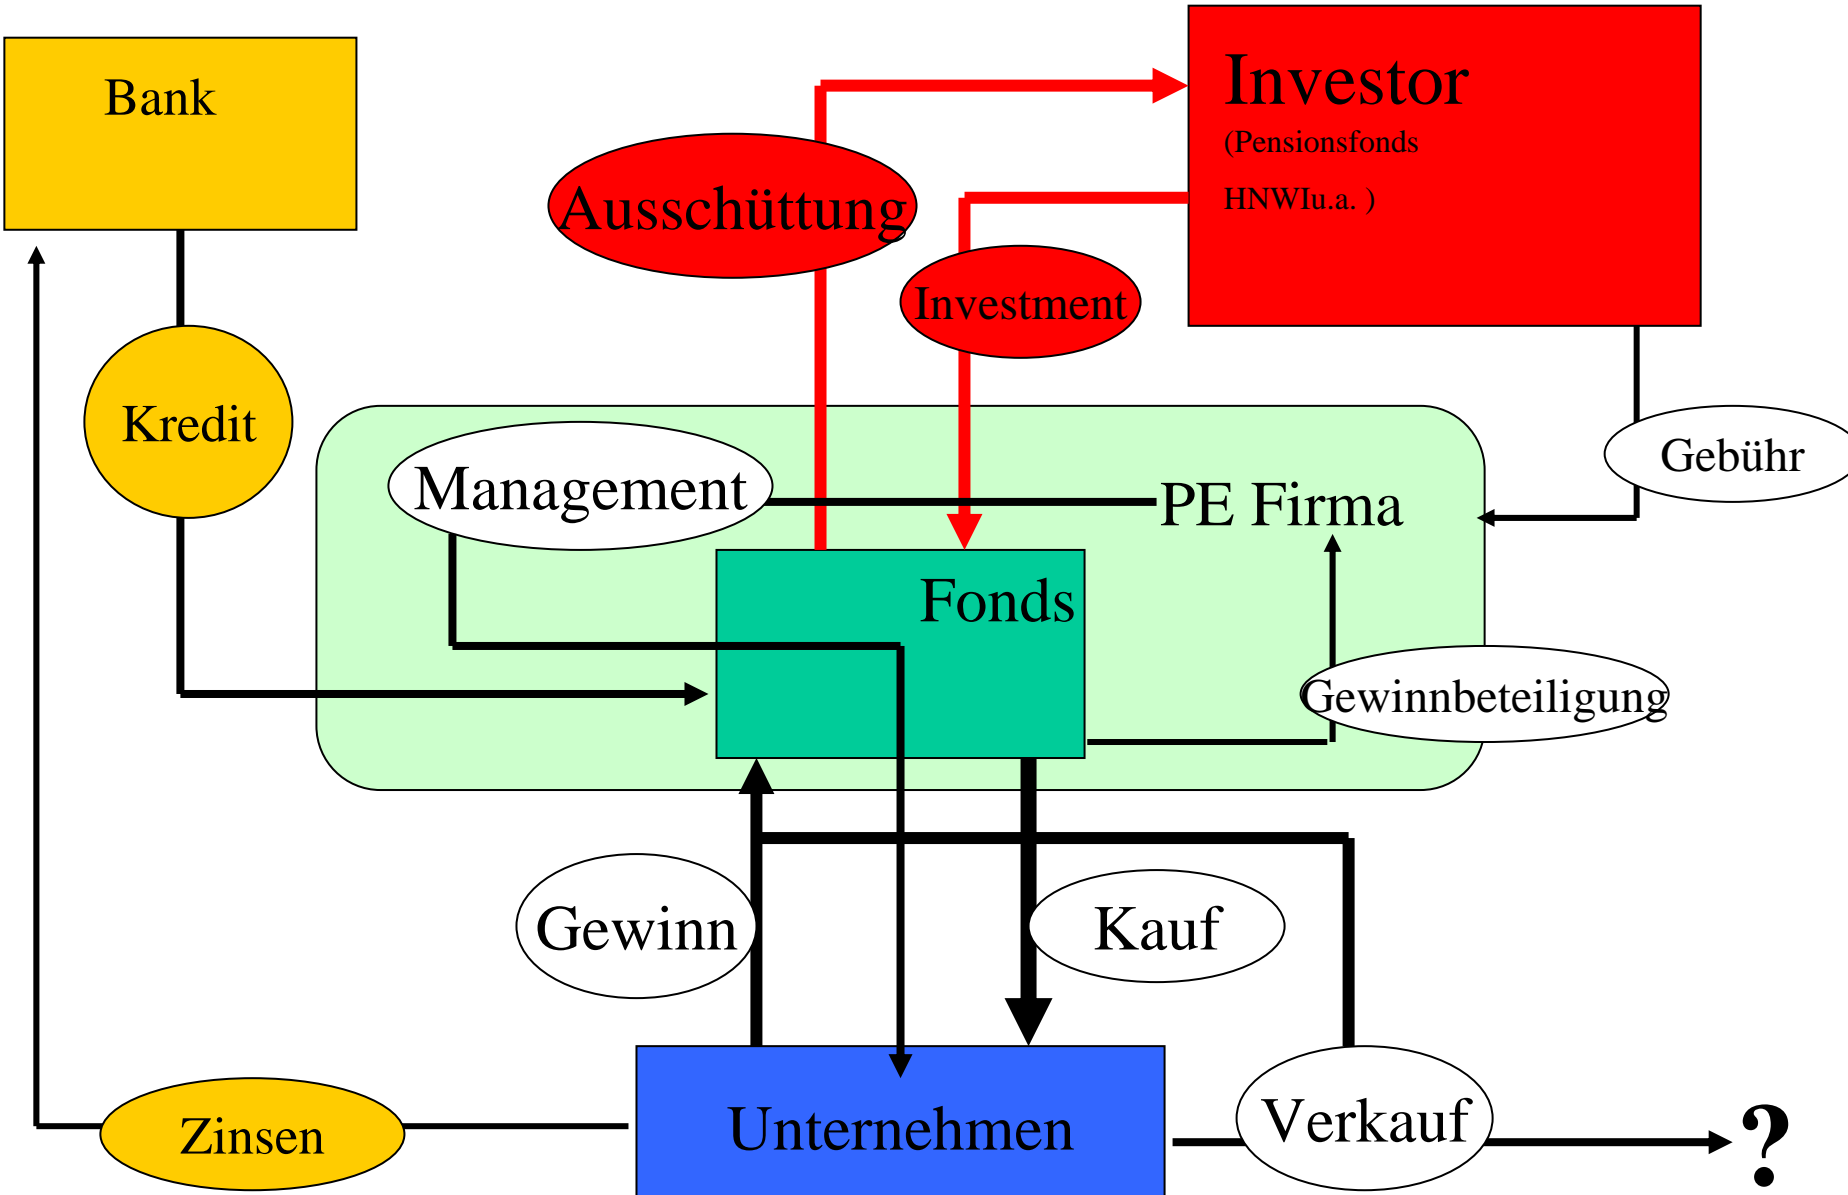 Bank
Investor
(Pensionsfonds
HNWIu.a. )
Ausschüttung
Investment
Kredit
Management
PE Firma
Gebühr
Fonds
Gewinnbeteiligung
Gewinn
Kauf
Zinsen
Unternehmen
Verkauf
?